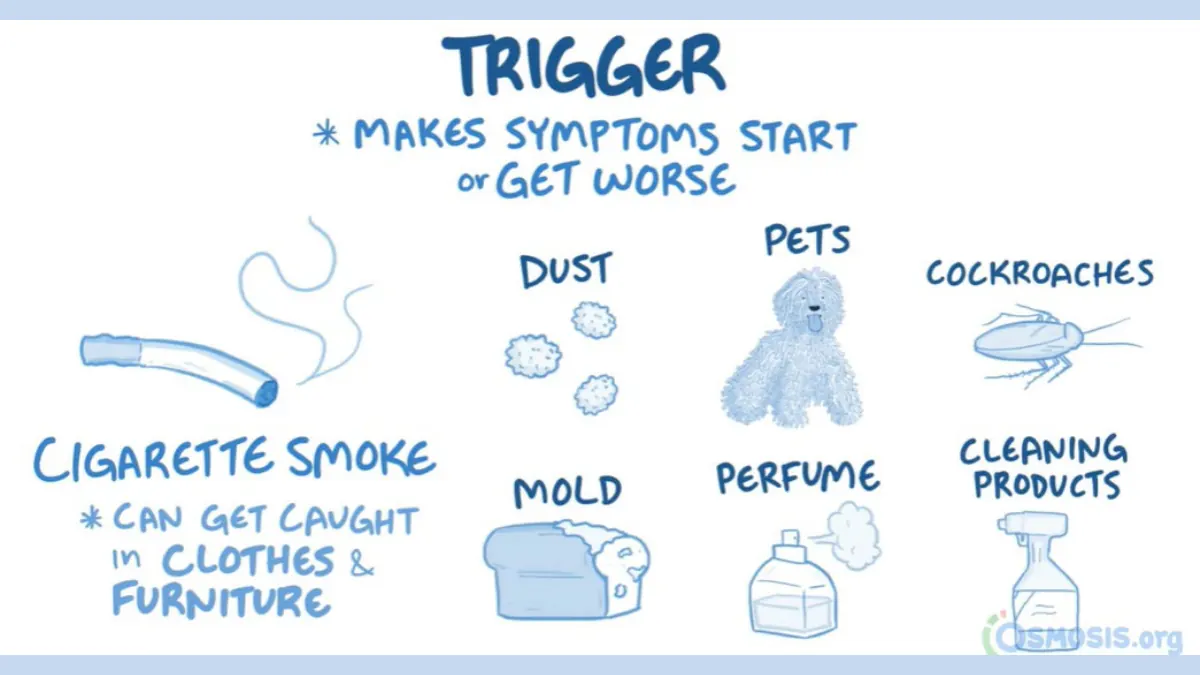 TRIGGER
* MAKES SYMPTOMS START
or GET WORSE
CIGARETTE SMOKE
* CAN GET CAUGHT
in CLOTHES &
FURNITURE
DUST
PETS
COCKROACHES
MOLD
PERFUME
CLEANING
PRODUCTS
OSMOSIS.org